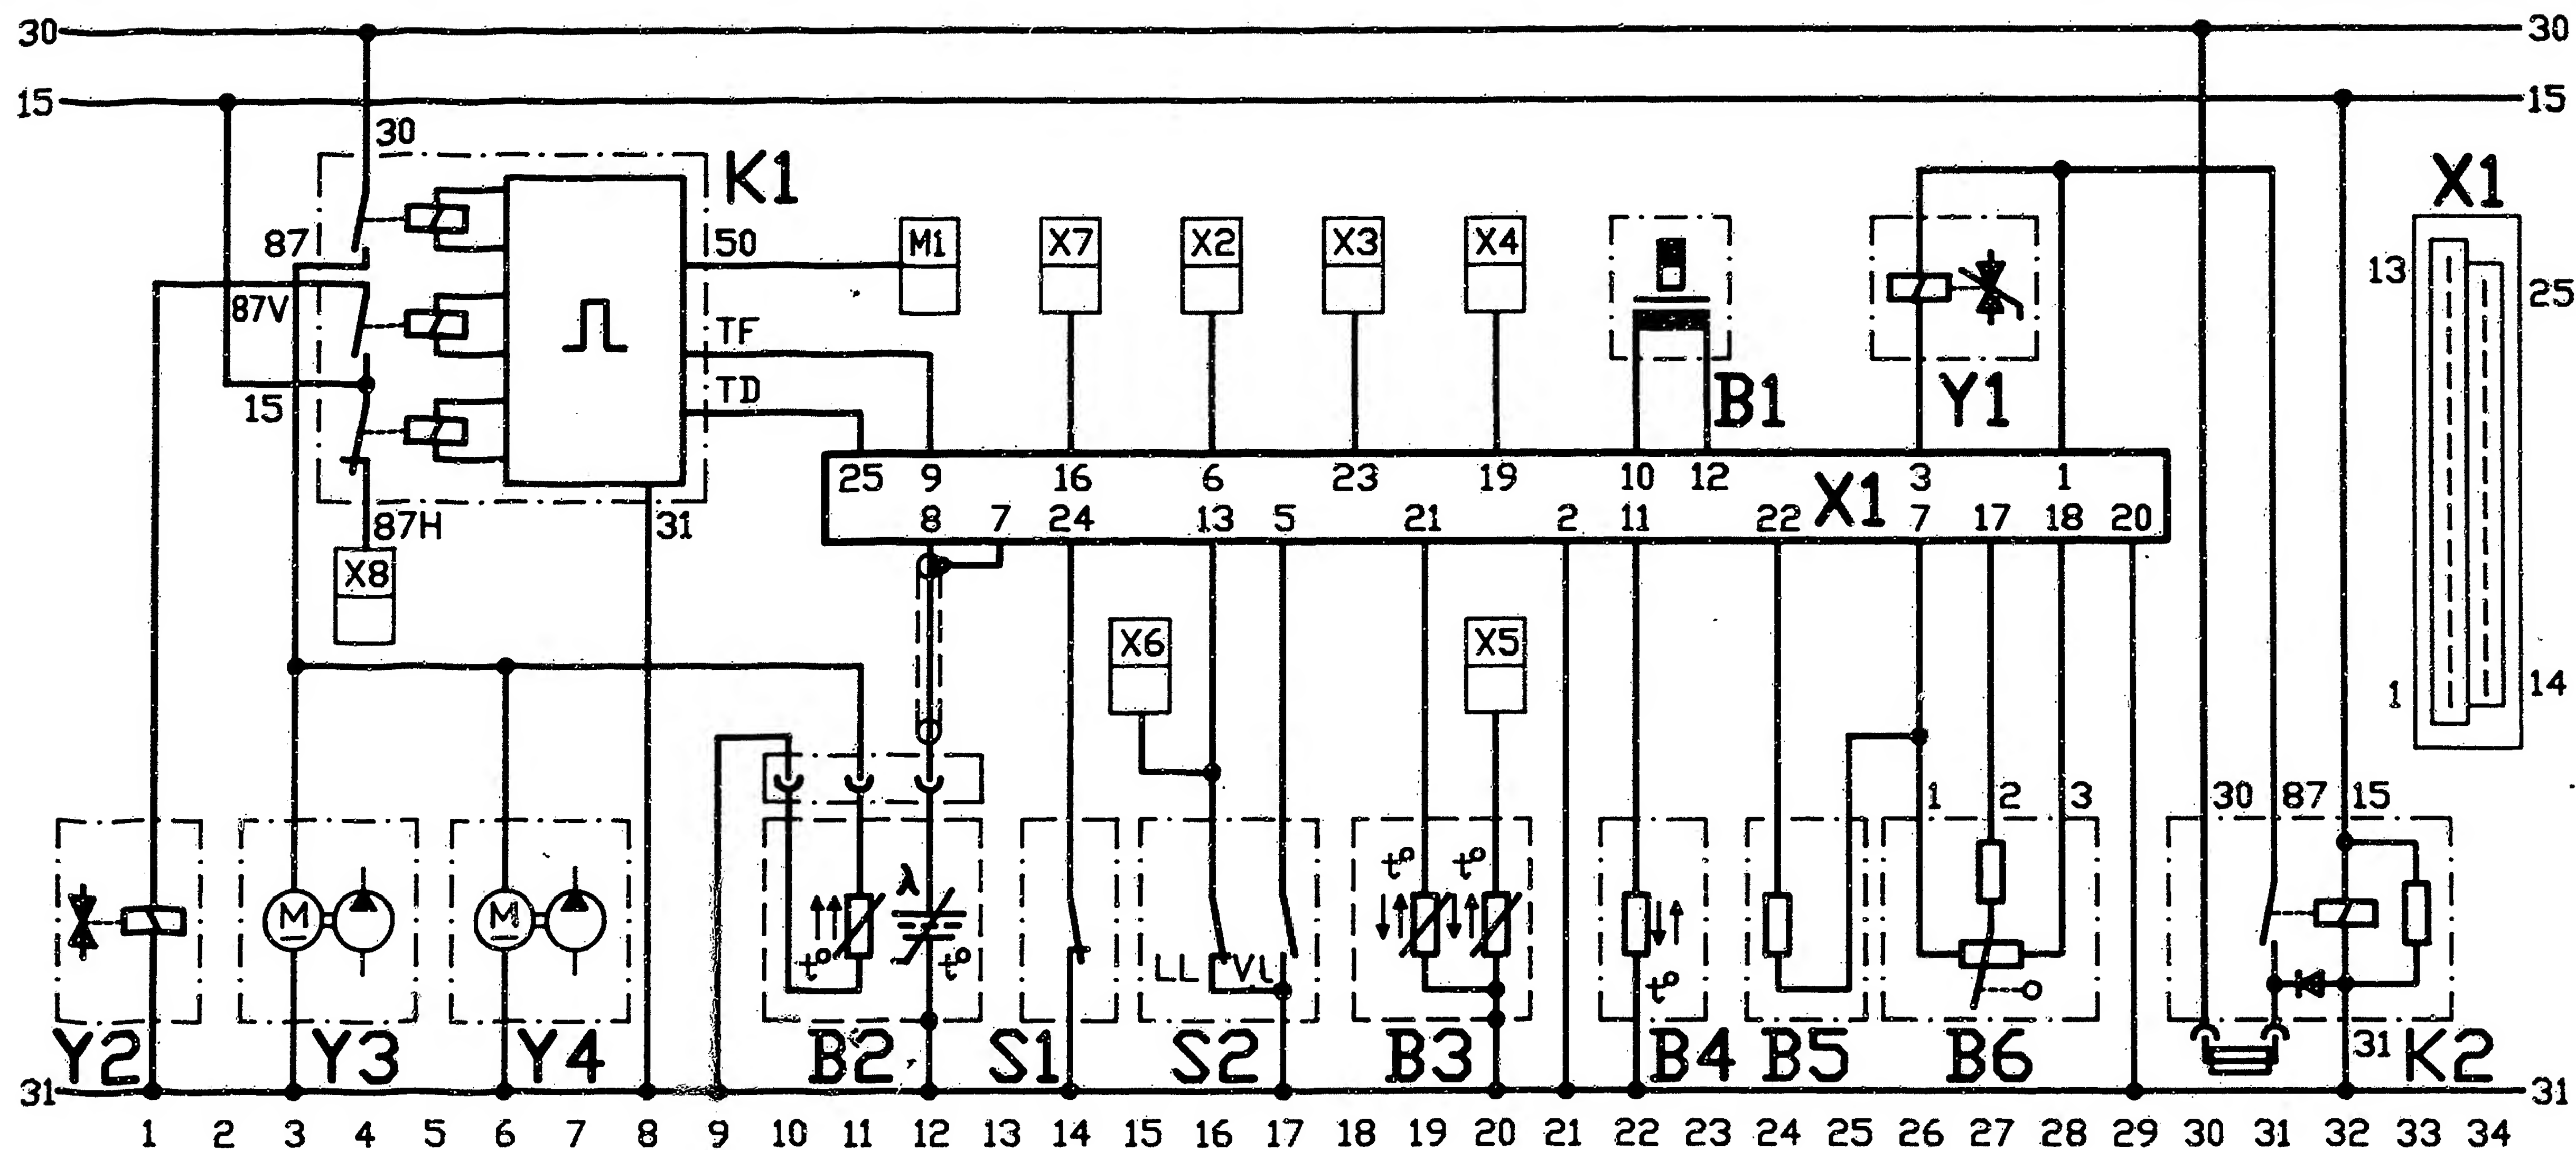 30 30
15 15
30
K1
X1
87 50 M1 X7 X2 X3 X4
13 25
87V TF
TD
15 B1 Y1
25 9 16 6 23 19 10 12 3 1
X1
8 7 24 13 5 21 2 11 22 7 17 18 20
87H 31
X8
X6 X5
1 14
1 2 3 30 87 15
λ t° t°
M M
t° t°
LL VL
t°
31
Y2 Y3 Y4 B2 S1 S2 B3 B4 B5 B6 K2
31 31
1 2 3 4 5 6 7 8 9 10 11 12 13 14 15 16 17 18 19 20 21 22 23 24 25 26 27 28 29 30 31 32 33 34